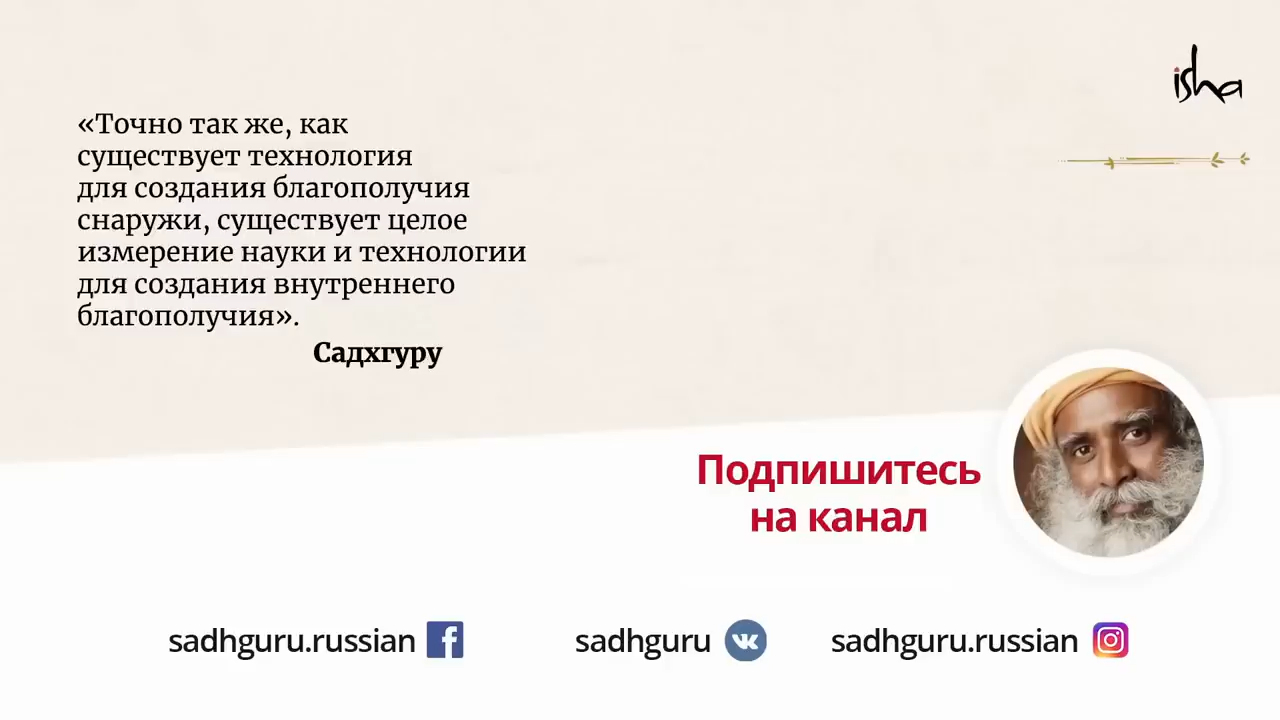 isha
«Точно так же, как
существует технология
для создания благополучия
снаружи, существует целое
измерение науки и технологии
для создания внутреннего
благополучия».
Садхгуру
Подпишитесь
на канал
sadhguru.russian
sadhguru
sadhguru.russian